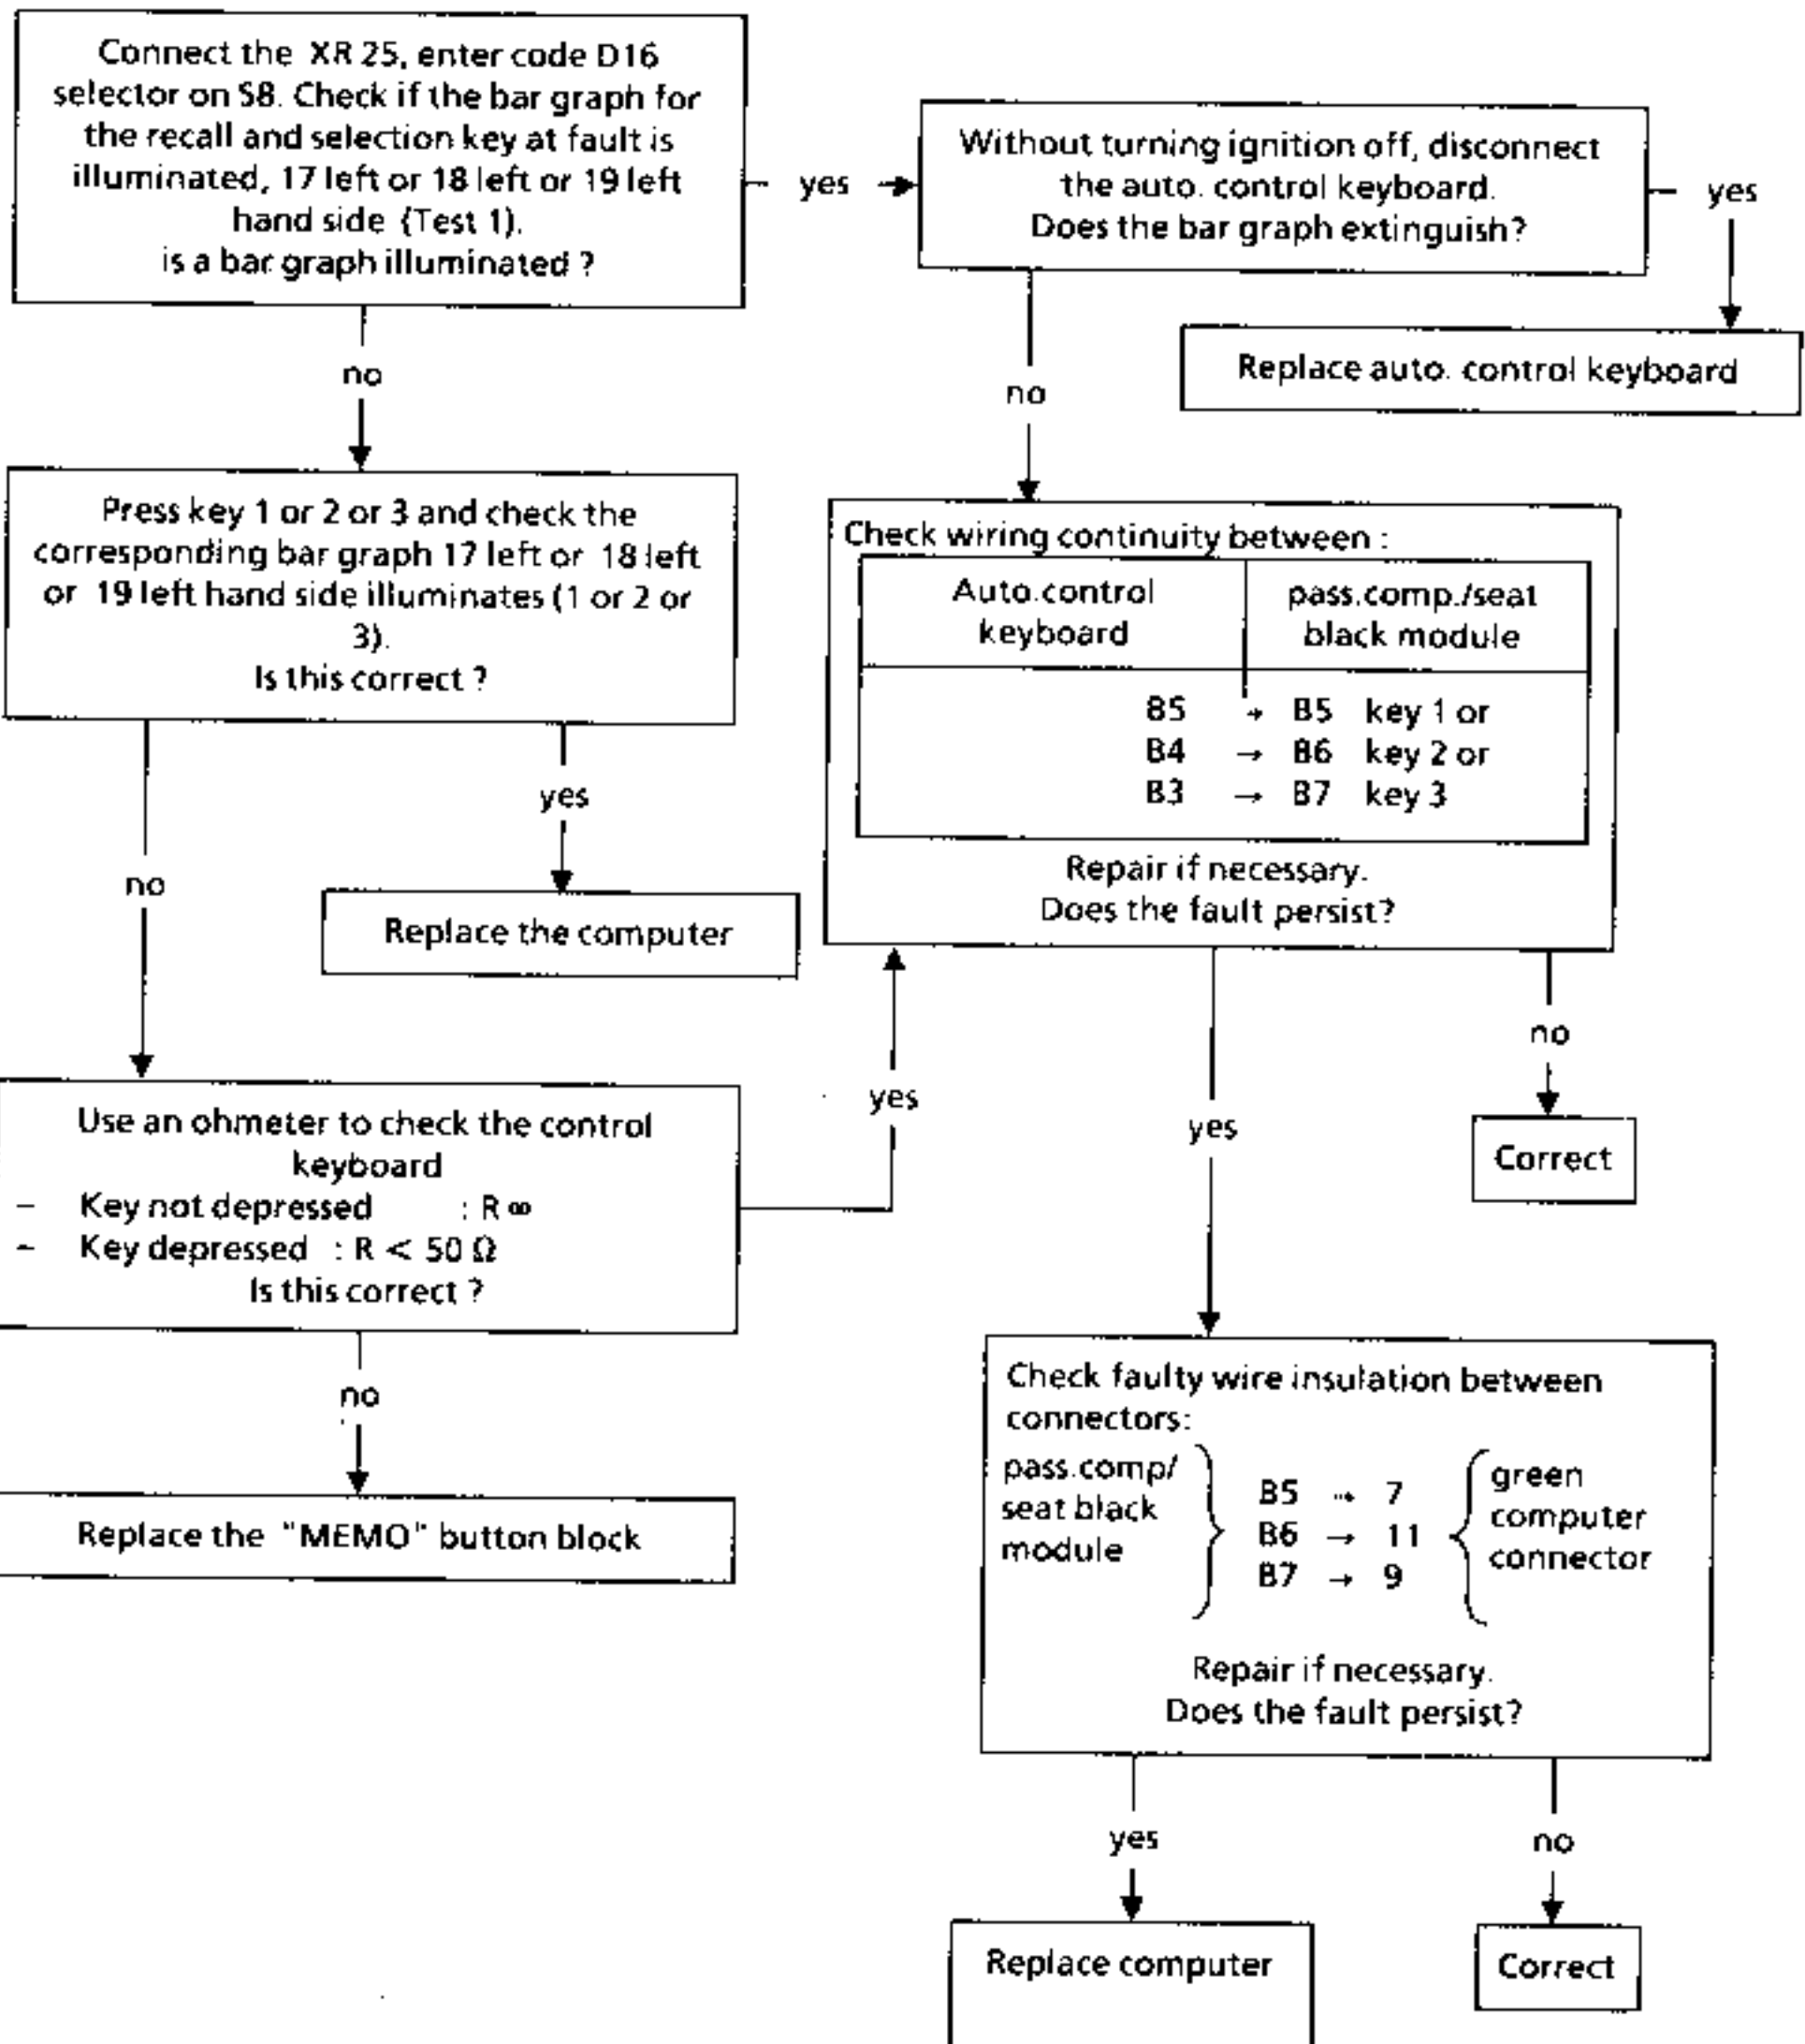 Connect the XR 25, enter code D16
selector on S8. Check if the bar graph for
the recall and selection key at fault is
illuminated, 17 left or 18 left or 19 left
hand side (Test 1).
is a bar graph illuminated ?
yes
Without turning ignition off, disconnect
the auto. control keyboard.
Does the bar graph extinguish?
yes
Replace auto. control keyboard
no
no
Press key 1 or 2 or 3 and check the
corresponding bar graph 17 left or 18 left
or 19 left hand side illuminates (1 or 2 or
3).
Is this correct ?
Check wiring continuity between :
Auto.control
keyboard
pass.comp./seat
black module
B5 → B5 key 1 or
B4 → B6 key 2 or
B3 → B7 key 3
Repair if necessary.
Does the fault persist?
no
yes
Replace the computer
Use an ohmeter to check the control
keyboard
– Key not depressed : R ∞
– Key depressed : R < 50 Ω
Is this correct ?
yes
yes
no
Correct
no
Replace the "MEMO" button block
Check faulty wire insulation between
connectors:
pass.comp/
seat black
module
B5 → 7
B6 → 11
B7 → 9
green
computer
connector
Repair if necessary.
Does the fault persist?
yes
no
Replace computer
Correct